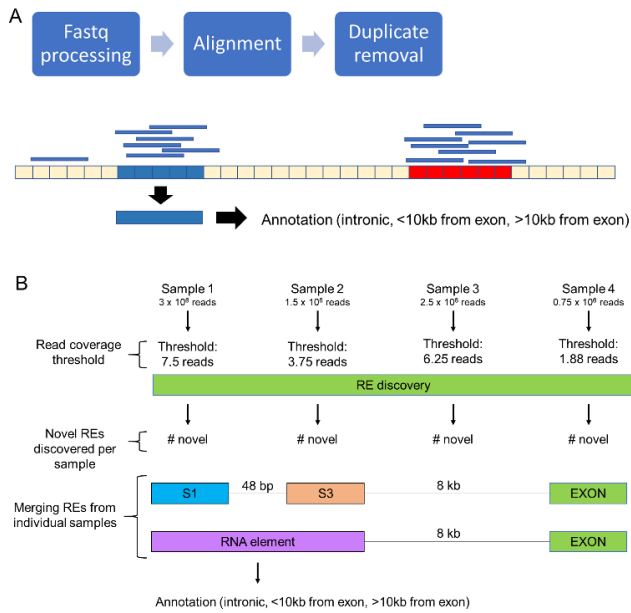 A
Fastq processing
Alignment
Duplicate removal
Annotation (intronic, <10kb from exon, >10kb from exon)
B
Sample 1
3 x 10⁶ reads
Sample 2
1.5 x 10⁶ reads
Sample 3
2.5 x 10⁶ reads
Sample 4
0.75 x 10⁶ reads
Read coverage
threshold
Threshold:
7.5 reads
Threshold:
3.75 reads
Threshold:
6.25 reads
Threshold:
1.88 reads
RE discovery
Novel REs
discovered per
sample
# novel
# novel
# novel
# novel
Merging REs from
individual samples
S1
48 bp
S3
8 kb
EXON
RNA element
8 kb
EXON
Annotation (intronic, <10kb from exon, >10kb from exon)